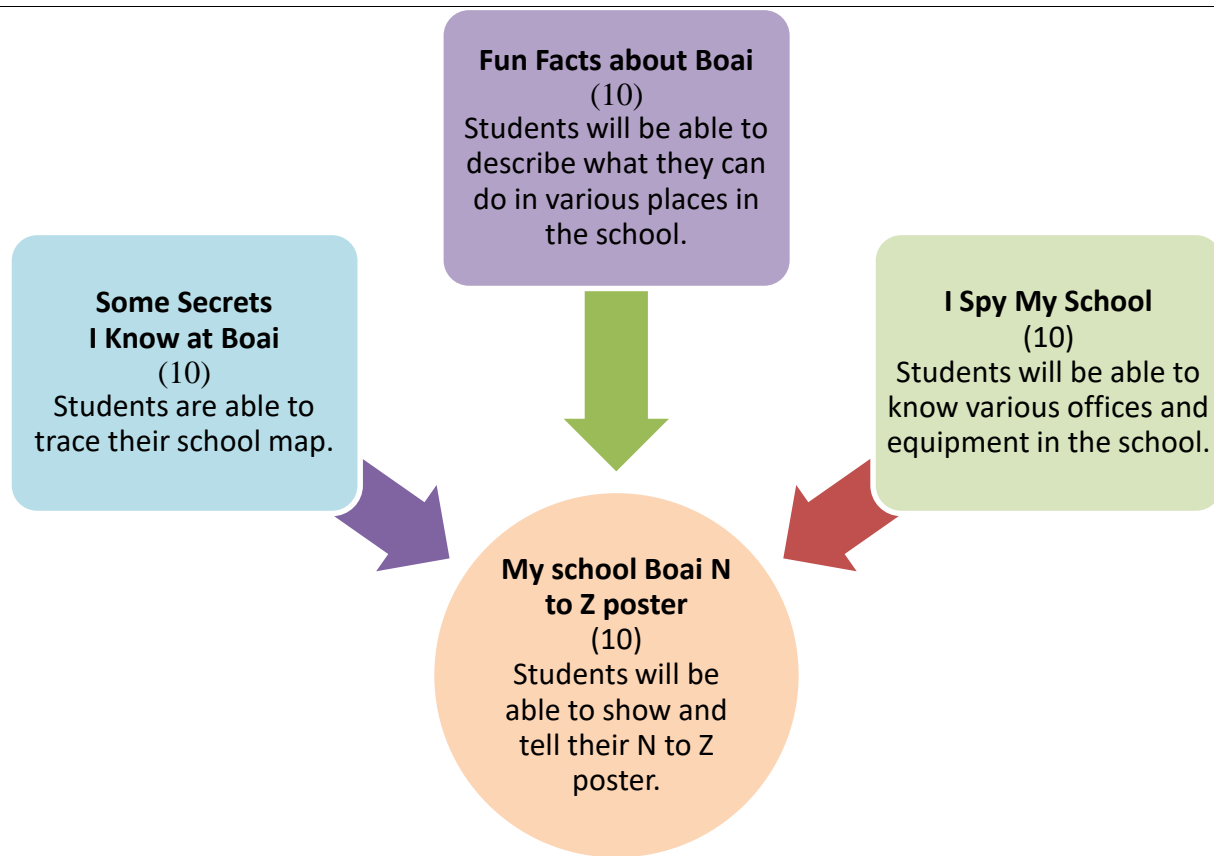 Fun Facts about Boai
(10)
Students will be able to
describe what they can
do in various places in
the school.
Some Secrets
I Know at Boai
(10)
Students are able to
trace their school map.
I Spy My School
(10)
Students will be able to
know various offices and
equipment in the school.
My school Boai N
to Z poster
(10)
Students will be
able to show and
tell their N to Z
poster.